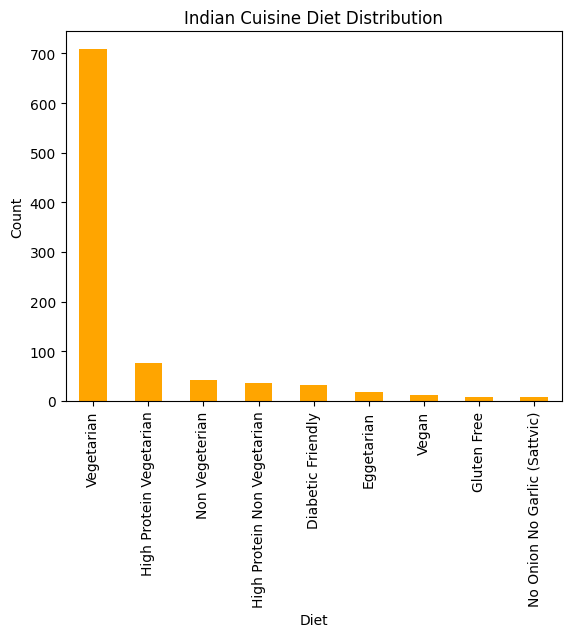 Indian Cuisine Diet Distribution
700
600
500
400
300
200
100
0
Count
Vegetarian
High Protein Vegetarian
Non Vegeterian
High Protein Non Vegetarian
Diabetic Friendly
Eggetarian
Vegan
Gluten Free
No Onion No Garlic (Sattvic)
Diet